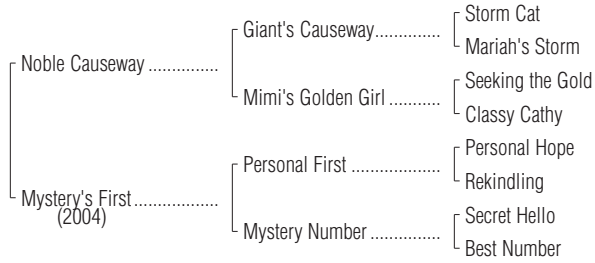 Storm Cat
Giant's Causeway..............
Mariah's Storm
Noble Causeway ...............
Seeking the Gold
Mimi's Golden Girl ...........
Classy Cathy
Personal Hope
Personal First ...................
Rekindling
Mystery's First..................
(2004)
Secret Hello
Mystery Number ...............
Best Number